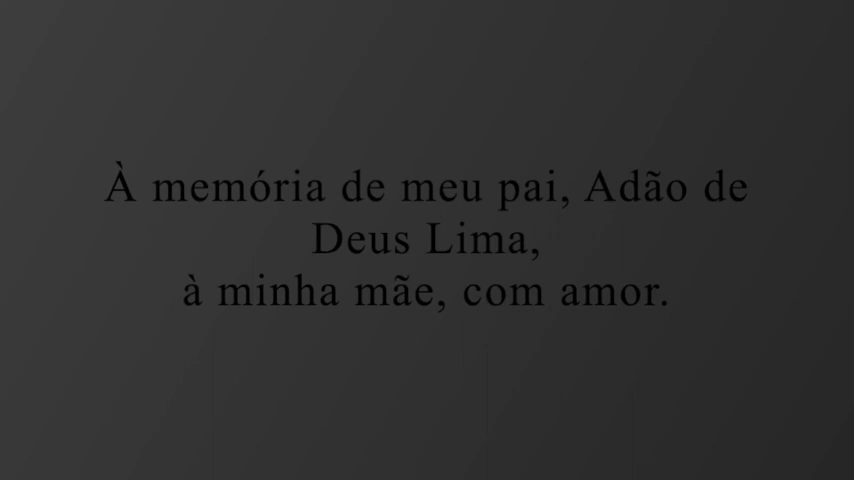 À memória de meu pai, Adão de
Deus Lima,
à minha mãe, com amor.